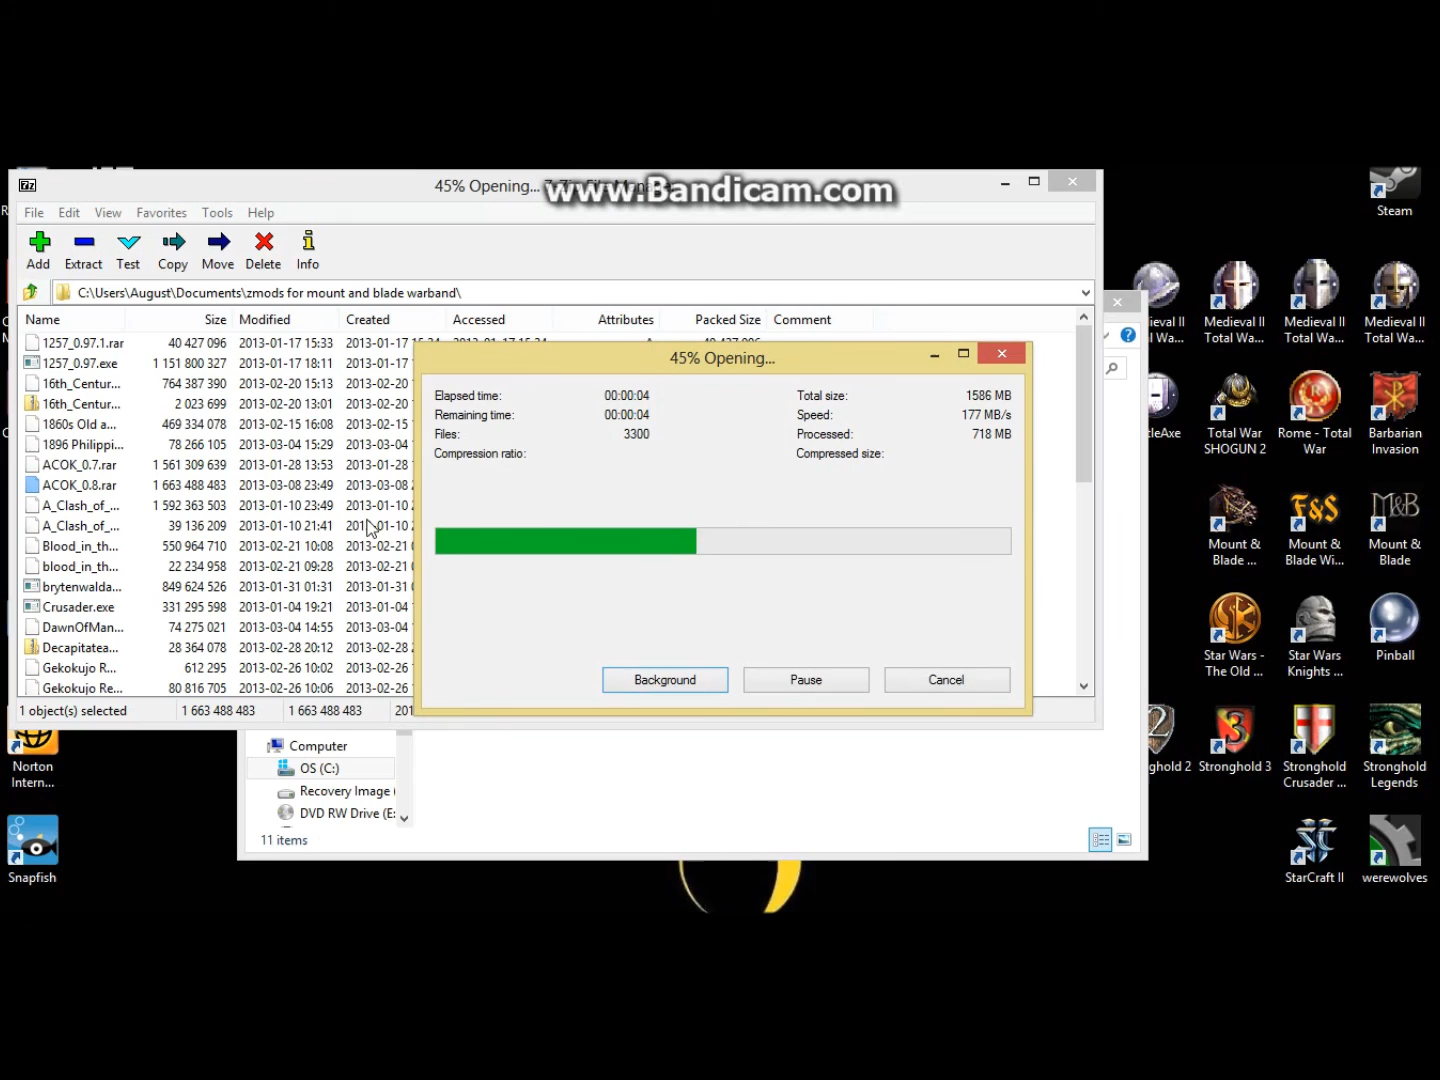 45% Opening... 7-Zip File Manager
www.Bandicam.com
File Edit View Favorites Tools Help
Add Extract Test Copy Move Delete Info
C:\Users\August\Documents\zmods for mount and blade warband\
Name Size Modified Created Accessed Attributes Packed Size Comment
1257_0.97.1.rar 40 427 096 2013-01-17 15:33 2013-01-17
1257_0.97.exe 1 151 800 327 2013-01-17 18:11 2013-01-17
16th_Centur... 764 387 390 2013-02-20 15:13 2013-02-20
16th_Centur... 2 023 699 2013-02-20 13:01 2013-02-20
1860s Old a... 469 334 078 2013-02-15 16:08 2013-02-15
1896 Philippi... 78 266 105 2013-03-04 15:29 2013-03-04
ACOK_0.7.rar 1 561 309 639 2013-01-28 13:53 2013-01-28
ACOK_0.8.rar 1 663 488 483 2013-03-08 23:49 2013-03-08
A_Clash_of_... 1 592 363 503 2013-01-10 23:49 2013-01-10
A_Clash_of_... 39 136 209 2013-01-10 21:41 2013-01-10
Blood_in_th... 550 964 710 2013-02-21 10:08 2013-02-21
blood_in_th... 22 234 958 2013-02-21 09:28 2013-02-21
brytenwalda... 849 624 526 2013-01-31 01:31 2013-01-31
Crusader.exe 331 295 598 2013-01-04 19:21 2013-01-04
DawnOfMan... 74 275 021 2013-03-04 14:55 2013-03-04
Decapitatea... 28 364 078 2013-02-28 20:12 2013-02-28
Gekokujo R... 612 295 2013-02-26 10:02 2013-02-26
Gekokujo Re... 80 816 705 2013-02-26 10:06 2013-02-26
1 object(s) selected 1 663 488 483 1 663 488 483 201
45% Opening...
Elapsed time: 00:00:04 Total size: 1586 MB
Remaining time: 00:00:04 Speed: 177 MB/s
Files: 3300 Processed: 718 MB
Compression ratio: Compressed size:
Background Pause Cancel
Computer
OS (C:)
Recovery Image (
DVD RW Drive (E:
11 items
Norton
Intern...
Snapfish
Steam
Medieval II
Total Wa...
Medieval II
Total Wa...
Medieval II
Total Wa...
Total War
SHOGUN 2
Rome - Total
War
Barbarian
Invasion
Mount &
Blade ...
F&S
Mount &
Blade Wi...
M&B
Mount &
Blade
Star Wars -
The Old ...
Star Wars
Knights ...
Pinball
Stronghold 3
Stronghold
Crusader ...
Stronghold
Legends
StarCraft II
werewolves